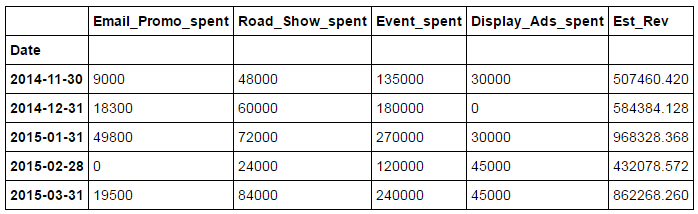 Email_Promo_spent Road_Show_spent Event_spent Display_Ads_spent Est_Rev
Date
2014-11-30 9000 48000 135000 30000 507460.420
2014-12-31 18300 60000 180000 0 584384.128
2015-01-31 49800 72000 270000 30000 968328.368
2015-02-28 0 24000 120000 45000 432078.572
2015-03-31 19500 84000 240000 45000 862268.260